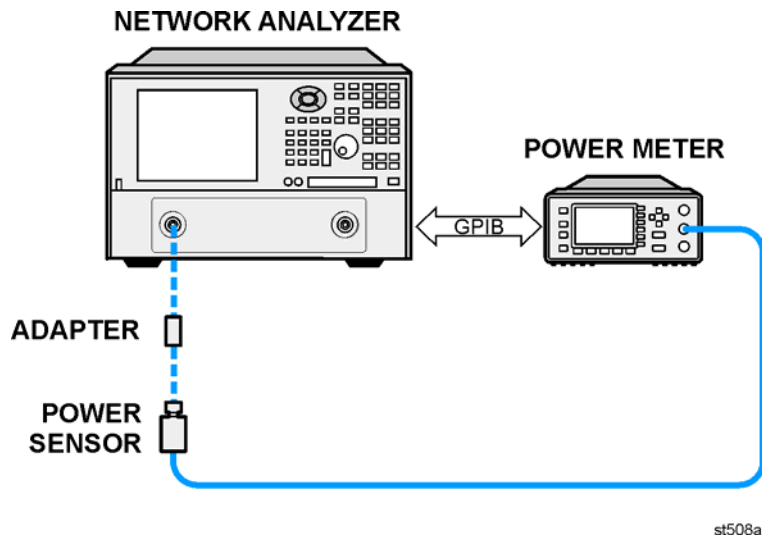 NETWORK ANALYZER
POWER METER
GPIB
ADAPTER
POWER
SENSOR
st508a